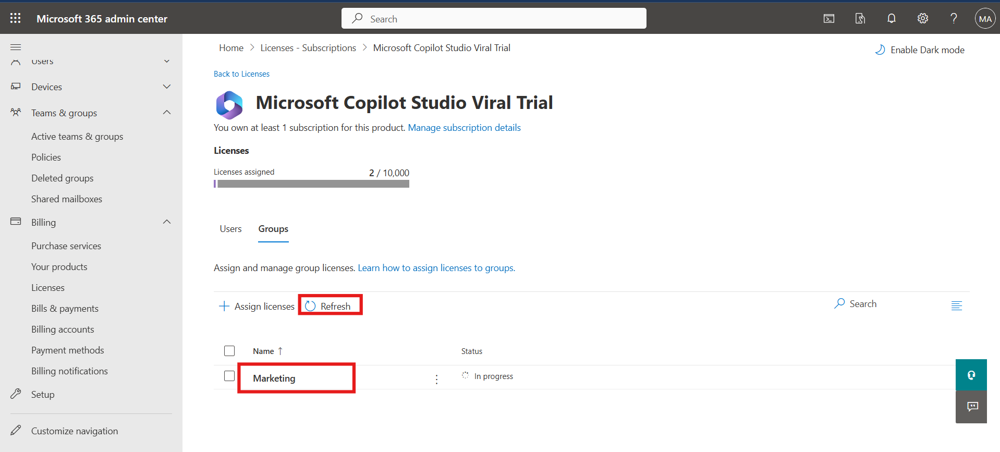 Microsoft 365 admin center
Search
MA
Users
Devices
Teams & groups
Active teams & groups
Policies
Deleted groups
Shared mailboxes
Billing
Purchase services
Your products
Licenses
Bills & payments
Billing accounts
Payment methods
Billing notifications
Setup
Customize navigation
Home > Licenses - Subscriptions > Microsoft Copilot Studio Viral Trial
Enable Dark mode
Back to Licenses
Microsoft Copilot Studio Viral Trial
You own at least 1 subscription for this product. Manage subscription details
Licenses
Licenses assigned 2 / 10,000
Users Groups
Assign and manage group licenses. Learn how to assign licenses to groups.
Assign licenses Refresh Search
Name ↑ Status
Marketing In progress